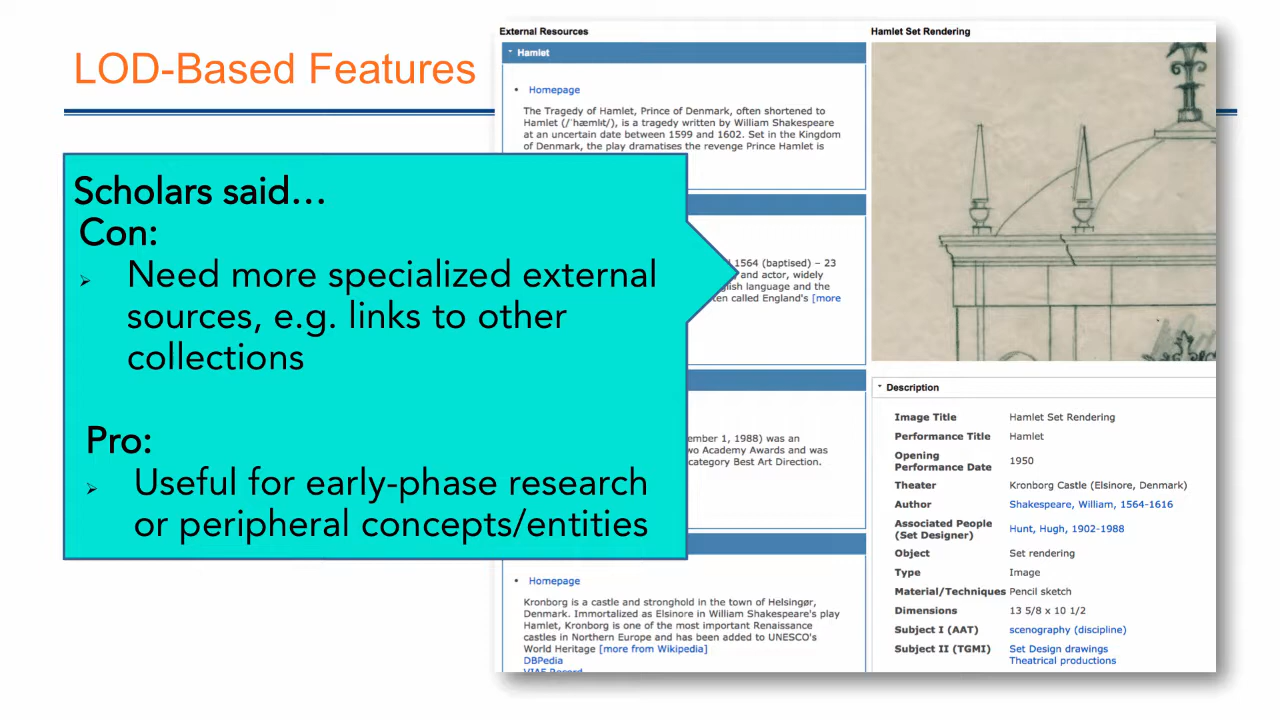 LOD-Based Features
Scholars said…
Con:
Need more specialized external
sources, e.g. links to other
collections
Pro:
Useful for early-phase research
or peripheral concepts/entities
External Resources
Hamlet
Homepage
The Tragedy of Hamlet, Prince of Denmark, often shortened to
Hamlet (/ˈhæmlɨt/), is a tragedy written by William Shakespeare
at an uncertain date between 1599 and 1602. Set in the Kingdom
of Denmark, the play dramatises the revenge Prince Hamlet is
1564 (baptised) – 23
and actor, widely
language and the
called England's [more
1, 1988) was an
Academy Awards and was
category Best Art Direction.
Homepage
Kronborg is a castle and stronghold in the town of Helsingør,
Denmark. Immortalized as Elsinore in William Shakespeare's play
Hamlet, Kronborg is one of the most important Renaissance
castles in Northern Europe and has been added to UNESCO's
World Heritage [more from Wikipedia]
DBPedia
VIAF Record
Hamlet Set Rendering
Description
Image Title Hamlet Set Rendering
Performance Title Hamlet
Opening
Performance Date 1950
Theater Kronborg Castle (Elsinore, Denmark)
Author Shakespeare, William, 1564-1616
Associated People
(Set Designer) Hunt, Hugh, 1902-1988
Object Set rendering
Type Image
Material/Techniques Pencil sketch
Dimensions 13 5/8 x 10 1/2
Subject I (AAT) scenography (discipline)
Subject II (TGMI) Set Design drawings
Theatrical productions